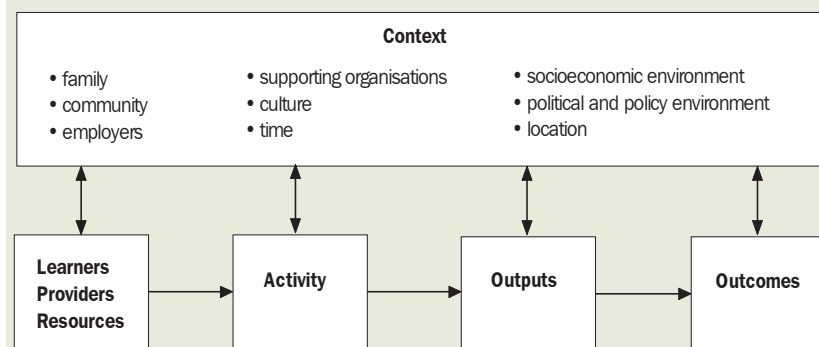 Context
• family
• community
• employers
• supporting organisations
• culture
• time
• socioeconomic environment
• political and policy environment
• location
Learners
Providers
Resources
Activity
Outputs
Outcomes